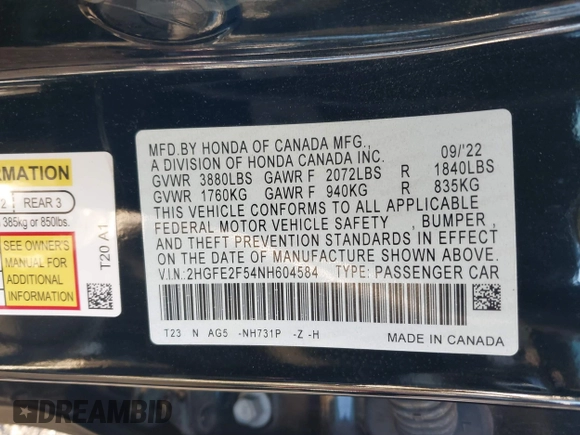 MFD.BY HONDA OF CANADA MFG., 09/'22
A DIVISION OF HONDA CANADA INC.
GVWR 3880LBS GAWR F 2072LBS R 1840LBS
GVWR 1760KG GAWR F 940KG R 835KG
THIS VEHICLE CONFORMS TO ALL APPLICABLE
FEDERAL MOTOR VEHICLE SAFETY , BUMPER ,
AND THEFT PREVENTION STANDARDS IN EFFECT
ON THE DATE OF MANUFACTURE SHOWN ABOVE.
V.I.N: 2HGFE2F54NH604584 TYPE: PASSENGER CAR
T23 N AG5 -NH731P -Z -H MADE IN CANADA
RMATION
2 REAR 3
385kg or 850lbs.
SEE OWNER'S
MANUAL FOR
ADDITIONAL
INFORMATION
T20 A1
DREAMBID